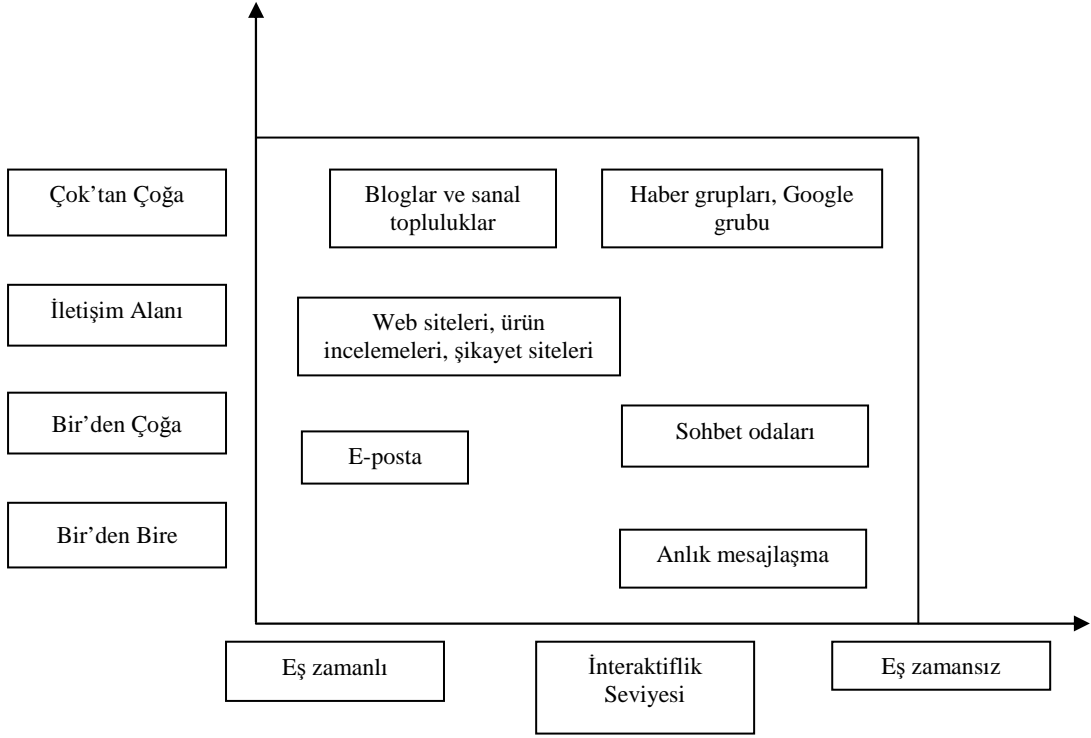 Çok’tan Çoğa
Bloglar ve sanal
topluluklar
Haber grupları, Google
grubu
İletişim Alanı
Web siteleri, ürün
incelemeleri, şikayet siteleri
Bir’den Çoğa
Sohbet odaları
E-posta
Bir’den Bire
Anlık mesajlaşma
Eş zamanlı
İnteraktiflik
Seviyesi
Eş zamansız